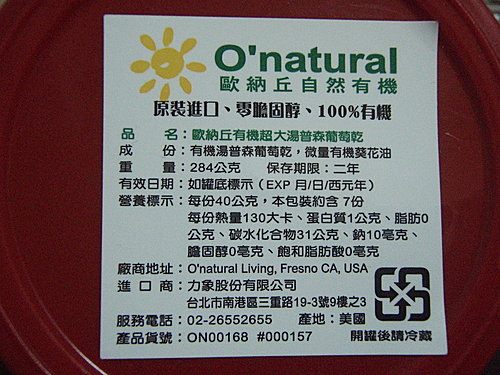 O'natural
歐納丘自然有機
原裝進口、零膽固醇、100%有機
品　　名：歐納丘有機超大湯普森葡萄乾
成　　份：有機湯普森葡萄乾，微量有機葵花油
重　　量：284公克　保存期限：二年
有效日期：如罐底標示（EXP 月/日/西元年）
營養標示：每份40公克，本包裝約含 7份
每份熱量130大卡、蛋白質1公克、脂肪0
公克、碳水化合物31公克、鈉10毫克、
膽固醇0毫克、飽和脂肪酸0毫克
廠商地址：O'natural Living, Fresno CA, USA
進 口 商：力象股份有限公司
台北市南港區三重路19-3號9樓之3
服務電話：02-26552655　產地：美國
產品貨號：ON00168 #000157　開罐後請冷藏